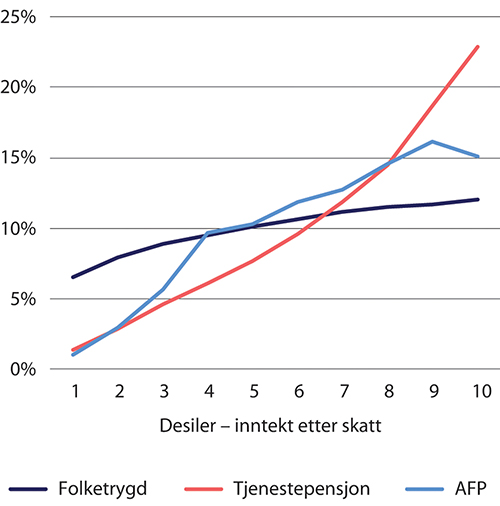 25%
20%
15%
10%
5%
0%
1 2 3 4 5 6 7 8 9 10
Desiler – inntekt etter skatt
Folketrygd Tjenestepensjon AFP